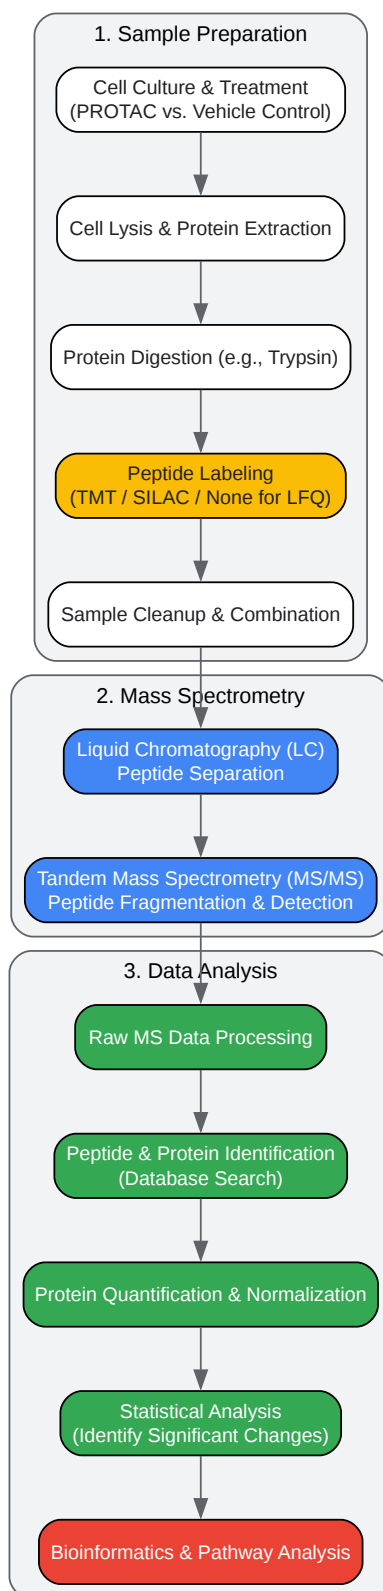 1. Sample Preparation
Cell Culture & Treatment
(PROTAC vs. Vehicle Control)
Cell Lysis & Protein Extraction
Protein Digestion (e.g., Trypsin)
Peptide Labeling
(TMT / SILAC / None for LFQ)
Sample Cleanup & Combination
2. Mass Spectrometry
Liquid Chromatography (LC)
Peptide Separation
Tandem Mass Spectrometry (MS/MS)
Peptide Fragmentation & Detection
3. Data Analysis
Raw MS Data Processing
Peptide & Protein Identification
(Database Search)
Protein Quantification & Normalization
Statistical Analysis
(Identify Significant Changes)
Bioinformatics & Pathway Analysis